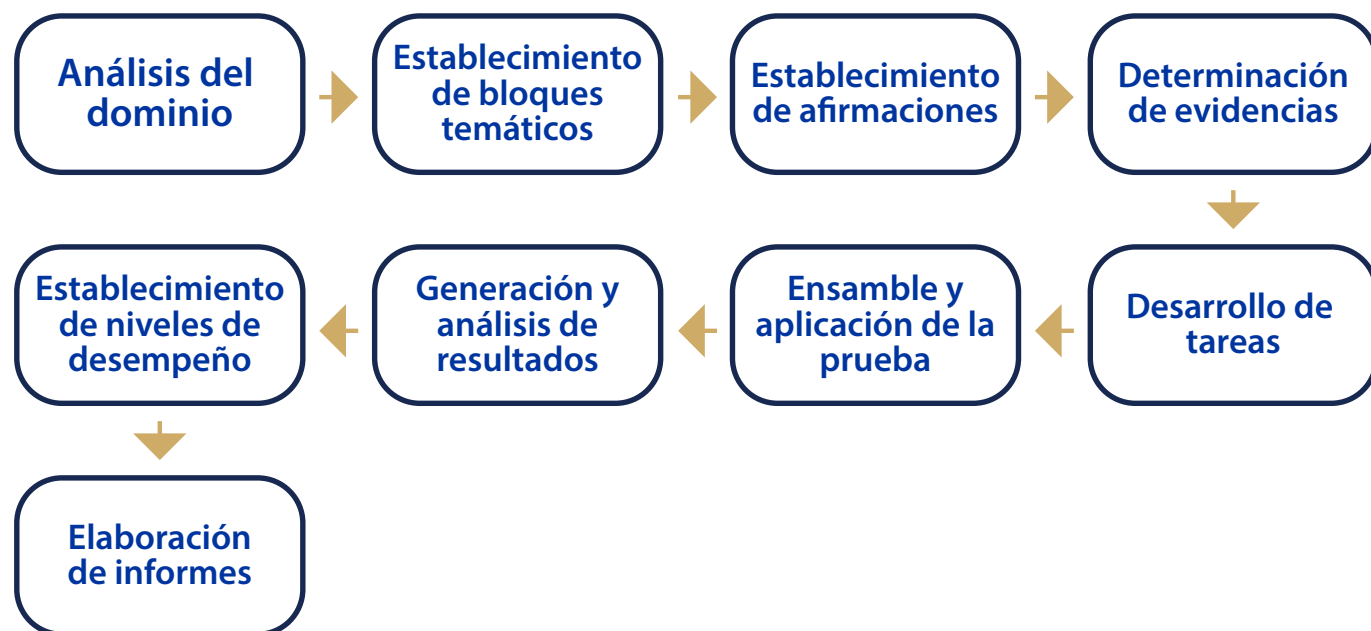 Análisis del
dominio
Establecimiento
de bloques
temáticos
Establecimiento
de afirmaciones
Determinación
de evidencias
Desarrollo de
tareas
Ensamble y
aplicación de la
prueba
Generación y
análisis de
resultados
Establecimiento
de niveles de
desempeño
Elaboración
de informes